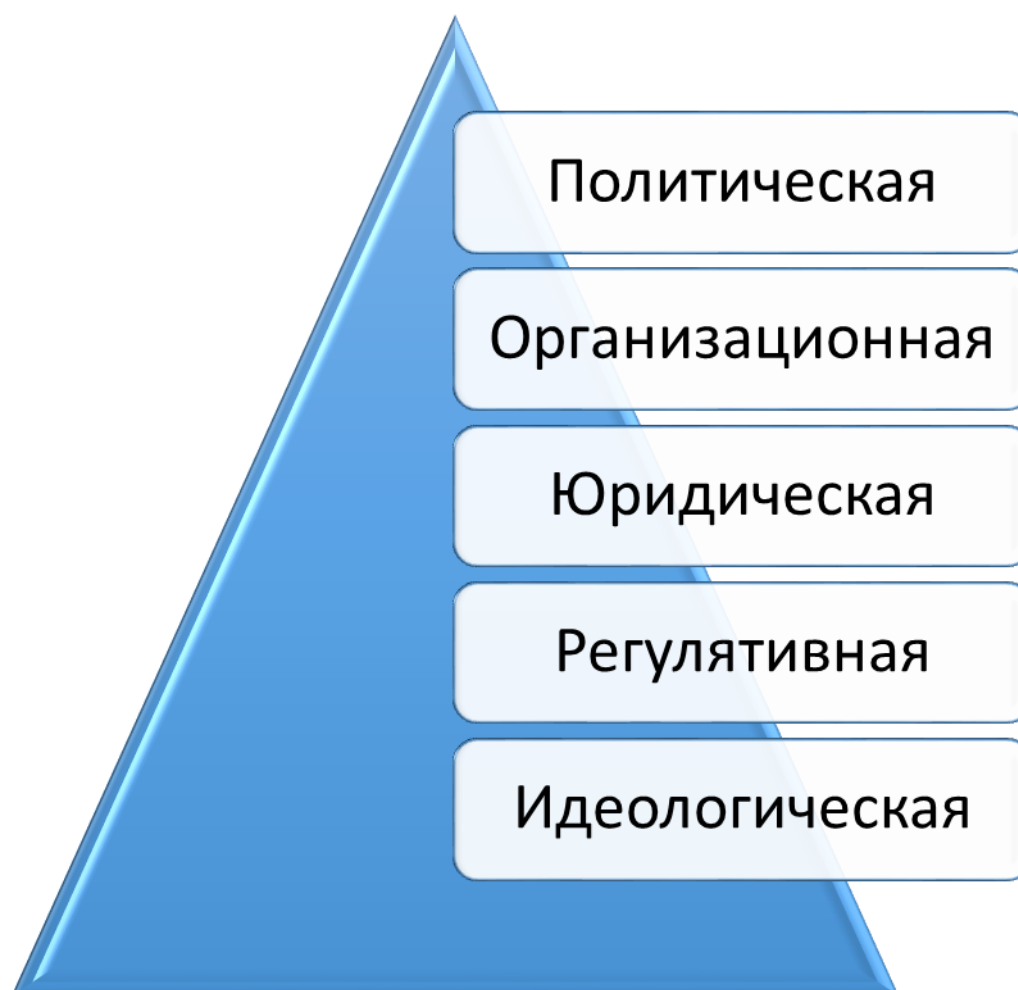 Политическая
Организационная
Юридическая
Регулятивная
Идеологическая